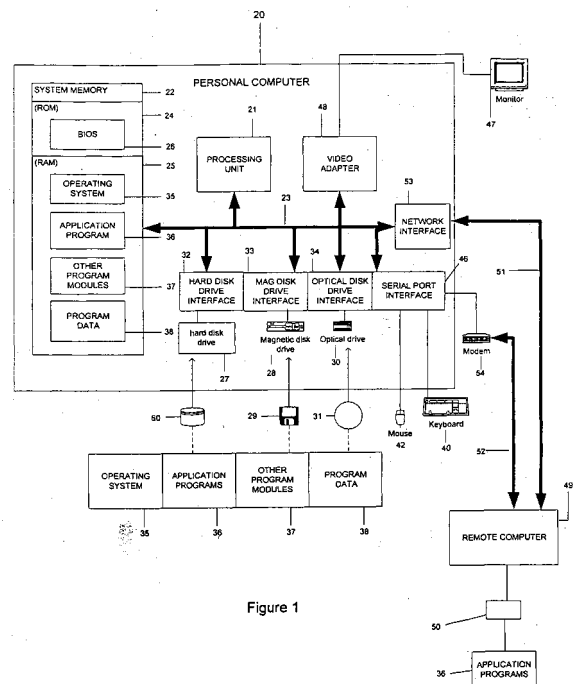 20
PERSONAL COMPUTER
SYSTEM MEMORY
22
(ROM)
24
BIOS
26
(RAM)
25
OPERATING
SYSTEM
35
APPLICATION
PROGRAM
36
OTHER
PROGRAM
MODULES
37
PROGRAM
DATA
38
21
PROCESSING
UNIT
48
VIDEO
ADAPTER
Monitor
47
23
53
NETWORK
INTERFACE
32
HARD DISK
DRIVE
INTERFACE
33
MAG DISK
DRIVE
INTERFACE
34
OPTICAL DISK
DRIVE
INTERFACE
46
SERIAL PORT
INTERFACE
51
hard disk
drive
27
Magnetic disk
drive
28
Optical drive
30
Modem
54
60
29
31
Mouse
42
Keyboard
40
52
OPERATING
SYSTEM
35
APPLICATION
PROGRAMS
36
OTHER
PROGRAM
MODULES
37
PROGRAM
DATA
38
49
REMOTE COMPUTER
50
36
APPLICATION
PROGRAMS
Figure 1